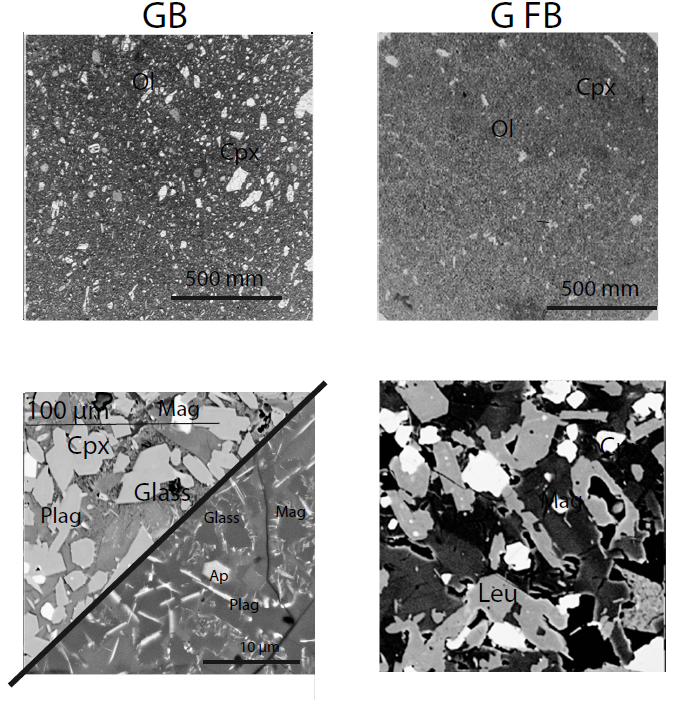 GB
G FB
Ol
Cpx
Cpx
Ol
500 mm
500 mm
100 µm
Mag
Cpx
Glass
Plag
Glass
Mag
Ap
Plag
10 µm
Mag
Leu